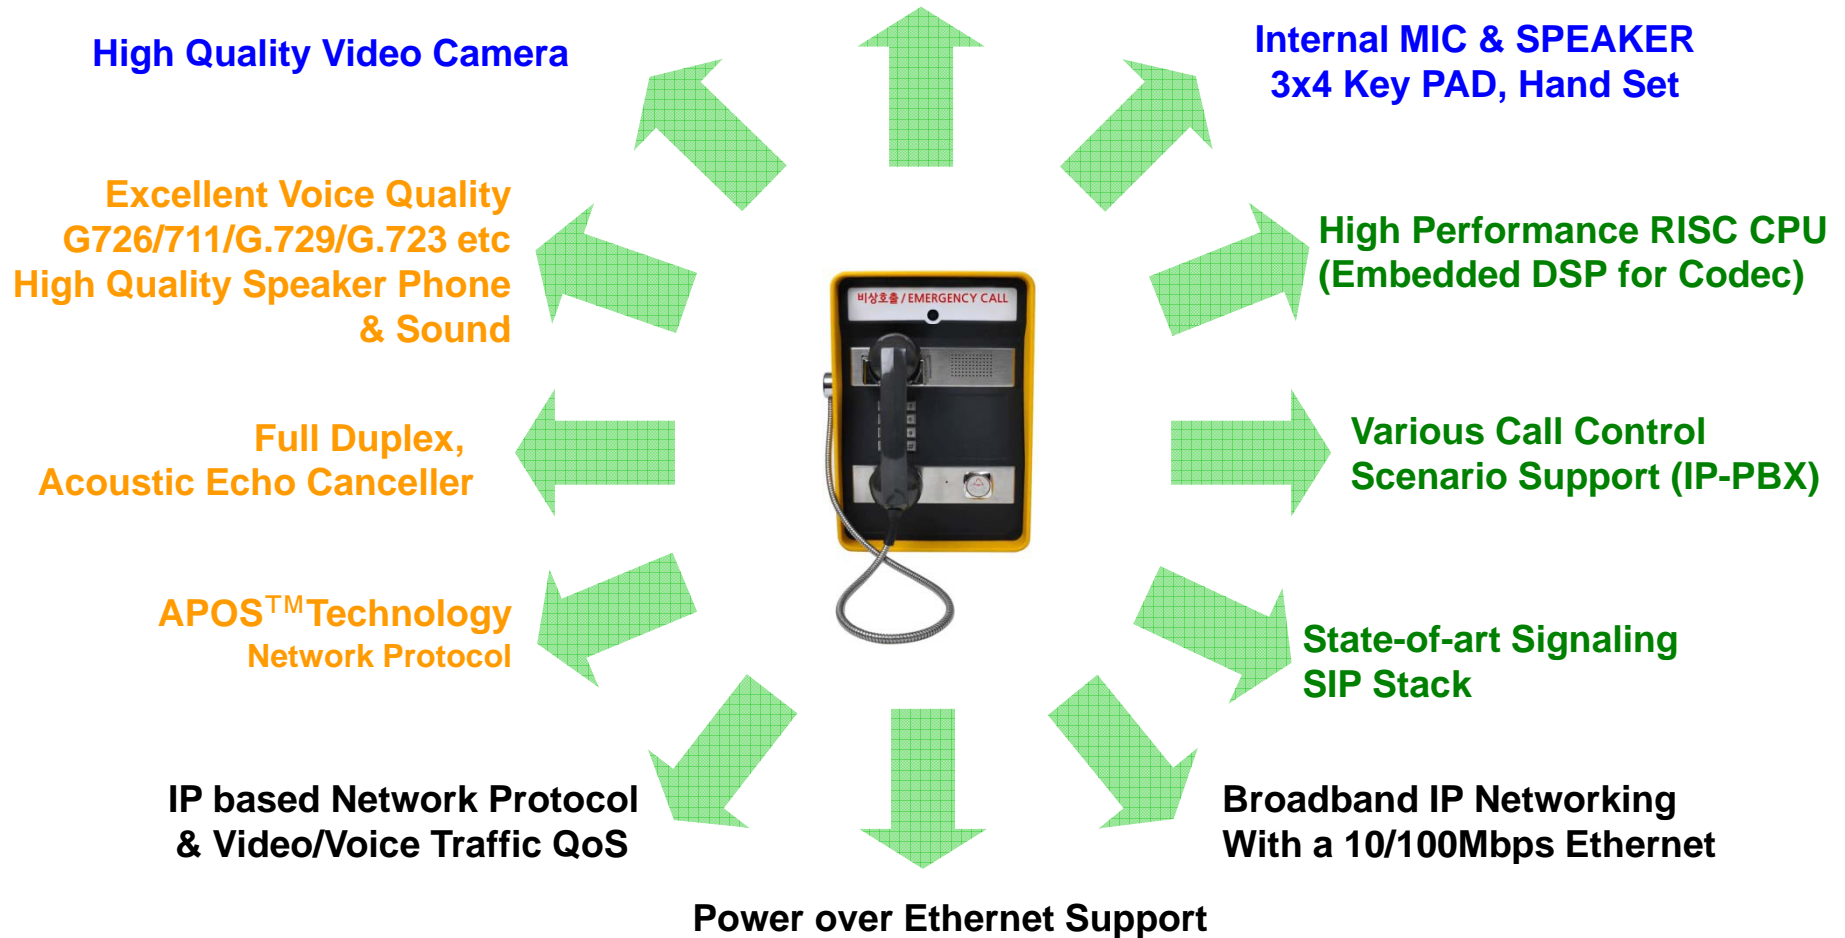 High Quality Video Camera
Internal MIC & SPEAKER
3x4 Key PAD, Hand Set
Excellent Voice Quality
G726/711/G.729/G.723 etc
High Quality Speaker Phone
& Sound
High Performance RISC CPU
(Embedded DSP for Codec)
비상호출 / EMERGENCY CALL
Full Duplex,
Acoustic Echo Canceller
Various Call Control
Scenario Support (IP-PBX)
APOS™Technology
Network Protocol
State-of-art Signaling
SIP Stack
IP based Network Protocol
& Video/Voice Traffic QoS
Broadband IP Networking
With a 10/100Mbps Ethernet
Power over Ethernet Support